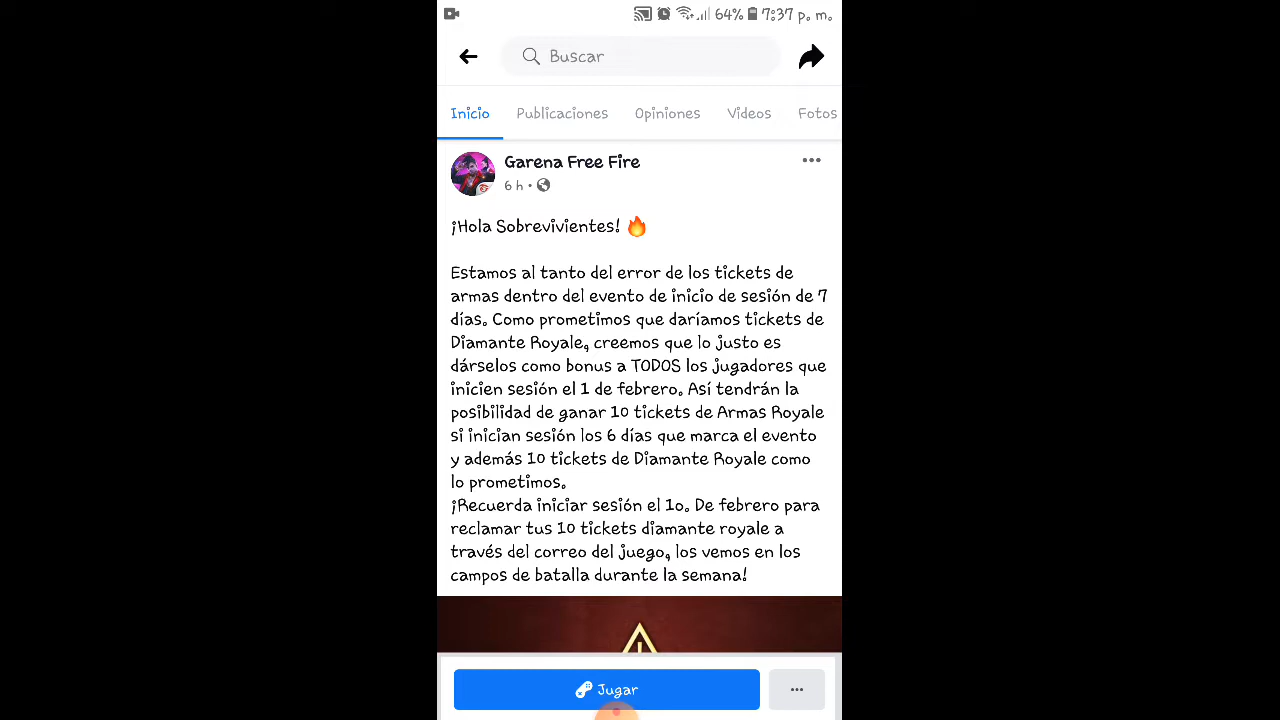 64% 7:37 p. m.
Buscar
Inicio Publicaciones Opiniones Videos Fotos
Garena Free Fire
6 h •
¡Hola Sobrevivientes! 🔥
Estamos al tanto del error de los tickets de
armas dentro del evento de inicio de sesión de 7
días. Como prometimos que daríamos tickets de
Diamante Royale, creemos que lo justo es
dárselos como bonus a TODOS los jugadores que
inicien sesión el 1 de febrero. Así tendrán la
posibilidad de ganar 10 tickets de Armas Royale
si inician sesión los 6 días que marca el evento
y además 10 tickets de Diamante Royale como
lo prometimos.
¡Recuerda iniciar sesión el 1o. De febrero para
reclamar tus 10 tickets diamante royale a
través del correo del juego, los vemos en los
campos de batalla durante la semana!
Jugar